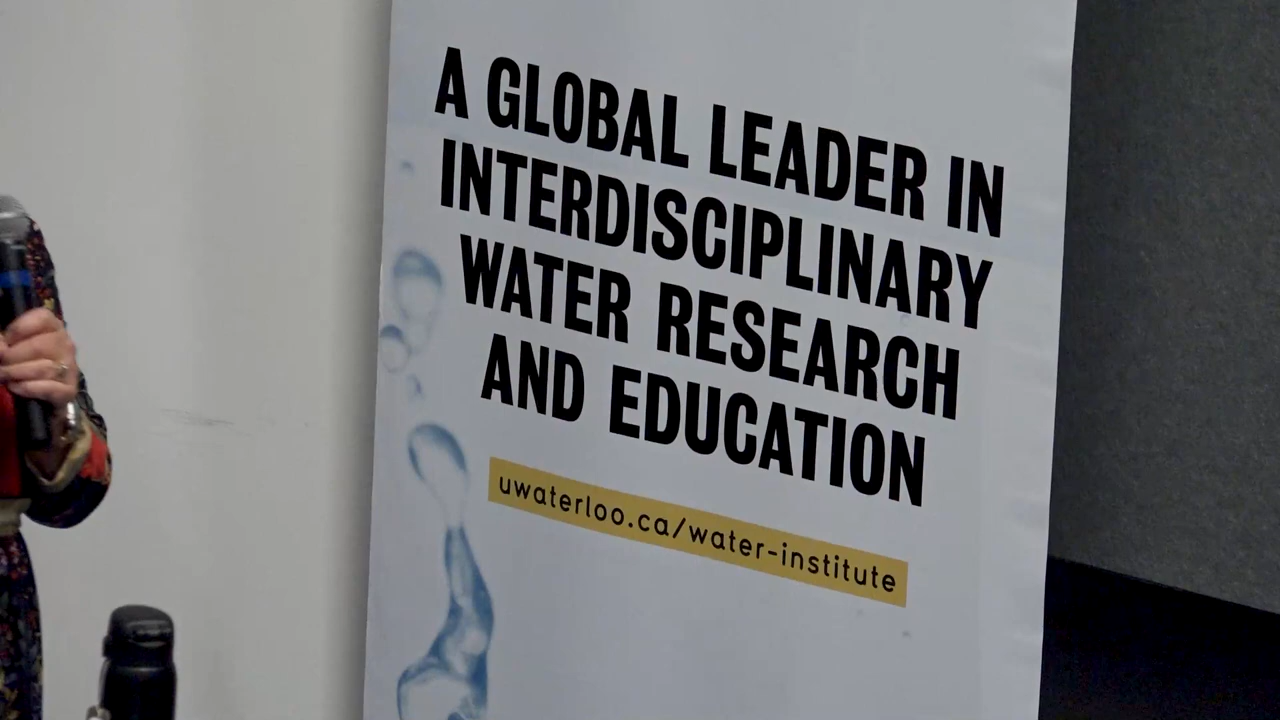 A GLOBAL LEADER IN
INTERDISCIPLINARY
WATER RESEARCH
AND EDUCATION
uwaterloo.ca/water-institute